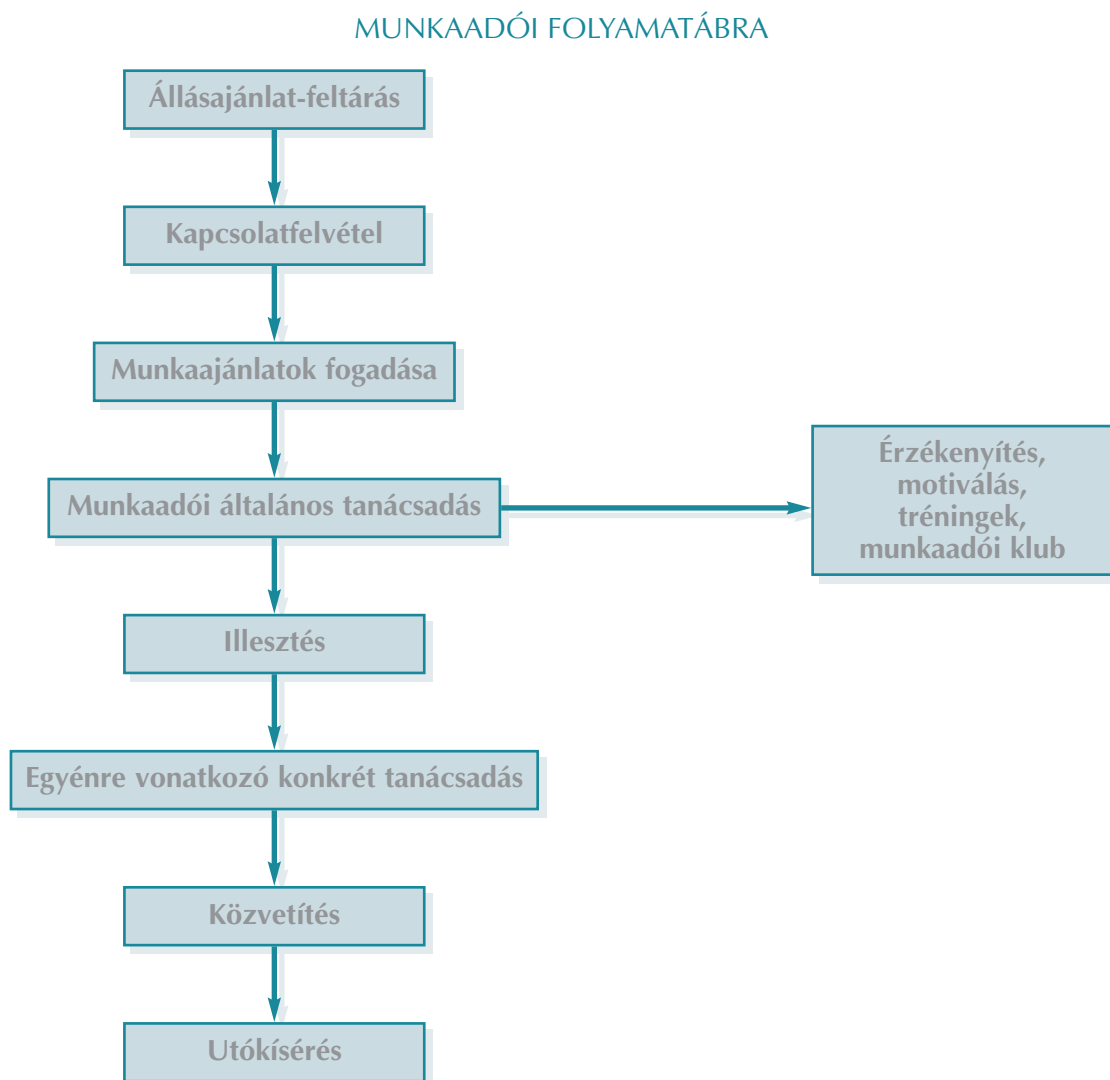 MUNKAADÓI FOLYAMATÁBRA
Állásajánlat-feltárás
Kapcsolatfelvétel
Munkaajánlatok fogadása
Munkaadói általános tanácsadás
Érzékenyítés,
motiválás,
tréningek,
munkaadói klub
Illesztés
Egyénre vonatkozó konkrét tanácsadás
Közvetítés
Utókísérés